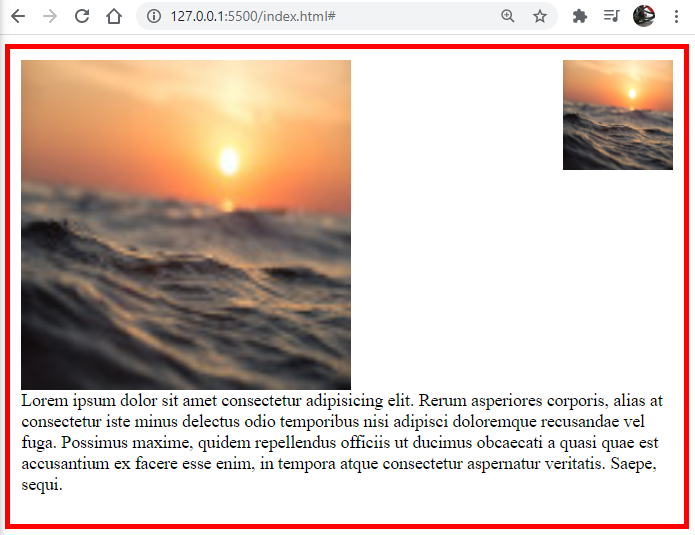 127.0.0.1:5500/index.html#
Lorem ipsum dolor sit amet consectetur adipisicing elit. Rerum asperiores corporis, alias at
consectetur iste minus delectus odio temporibus nisi adipisci doloremque recusandae vel
fuga. Possimus maxime, quidem repellendus officiis ut ducimus obcaecati a quasi quae est
accusantium ex facere esse enim, in tempora atque consectetur aspernatur veritatis. Saepe,
sequi.